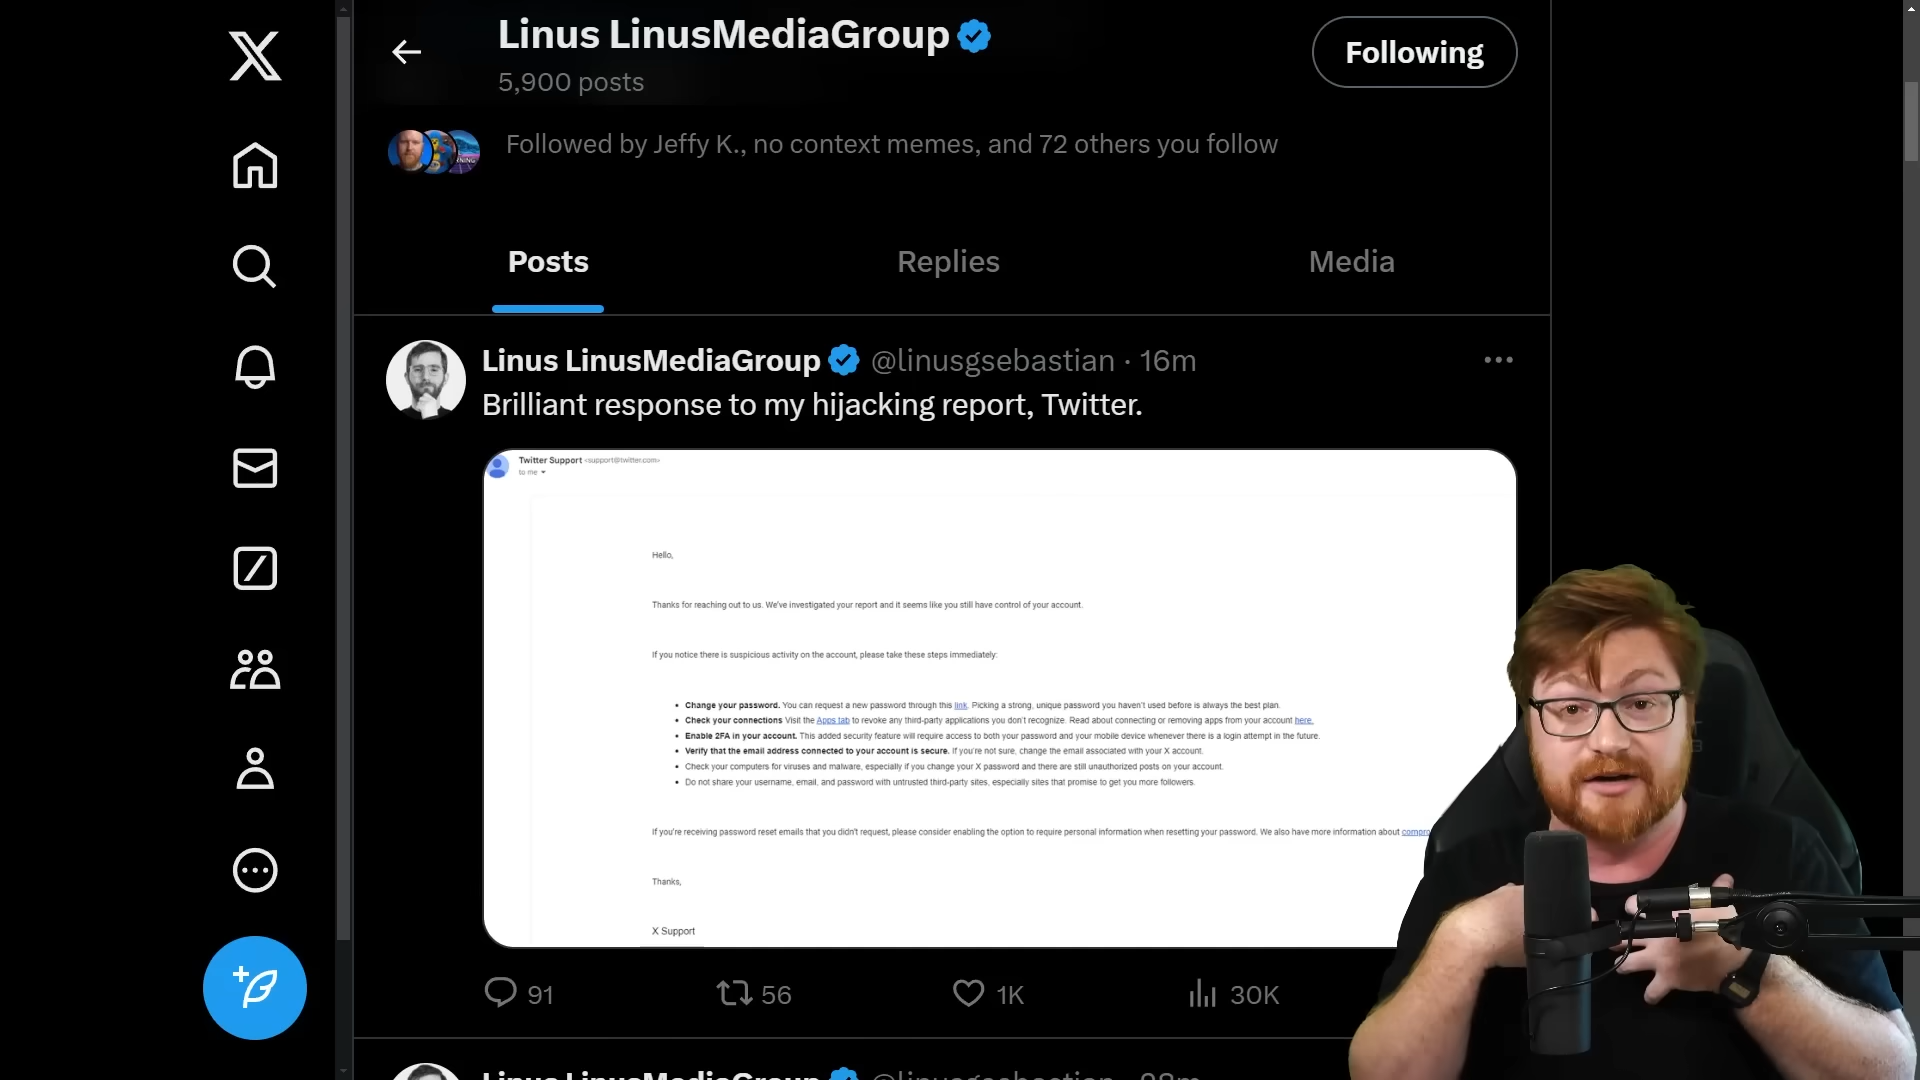 Linus LinusMediaGroup
5,900 posts
Following
Followed by Jeffy K., no context memes, and 72 others you follow
Posts
Replies
Media
Linus LinusMediaGroup @linusgsebastian · 16m
Brilliant response to my hijacking report, Twitter.
Twitter Support <support@twitter.com>
to me
Hello,
Thanks for reaching out to us. We've investigated your report and it seems like you still have control of your account.
If you notice there is suspicious activity on the account, please take these steps immediately:
• Change your password. You can request a new password through this link. Picking a strong, unique password you haven't used before is always the best plan.
• Check your connections Visit the Apps tab to revoke any third-party applications you don't recognize. Read about connecting or removing apps from your account here.
• Enable 2FA in your account. This added security feature will require access to both your password and your mobile device whenever there is a login attempt in the future.
• Verify that the email address connected to your account is secure. If you're not sure, change the email associated with your X account.
• Check your computers for viruses and malware, especially if you change your X password and there are still unauthorized posts on your account.
• Do not share your username, email, and password with untrusted third-party sites, especially sites that promise to get you more followers.
If you're receiving password reset emails that you didn't request, please consider enabling the option to require personal information when resetting your password. We also have more information about compro
Thanks,
X Support
91
56
1K
30K
Linus LinusMediaGroup @linusgsebastian · 28m